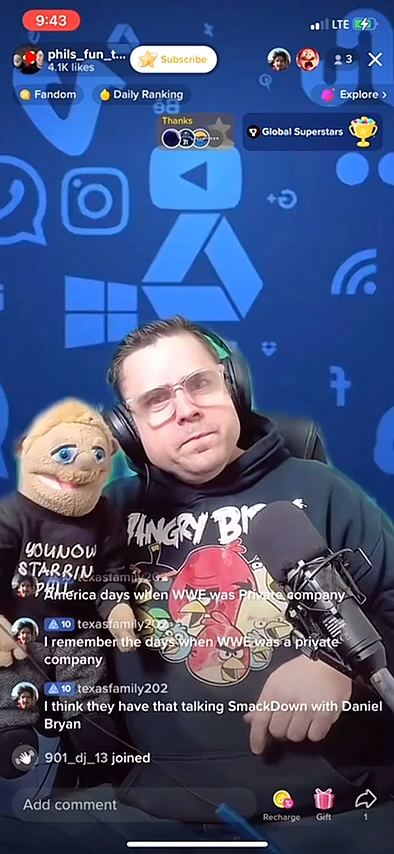 9:43
LTE
phils_fun_t...
4.1K likes
Subscribe
3
Fandom
Daily Ranking
Explore
Thanks
Global Superstars
G+
ANGRY BI
YOUNOW
STARRIN
texasfamily202
America days when WWE was Private company
10 texasfamily202
I remember the days when WWE was a private
company
10 texasfamily202
I think they have that talking SmackDown with Daniel
Bryan
901_dj_13 joined
Add comment
Recharge
Gift
1